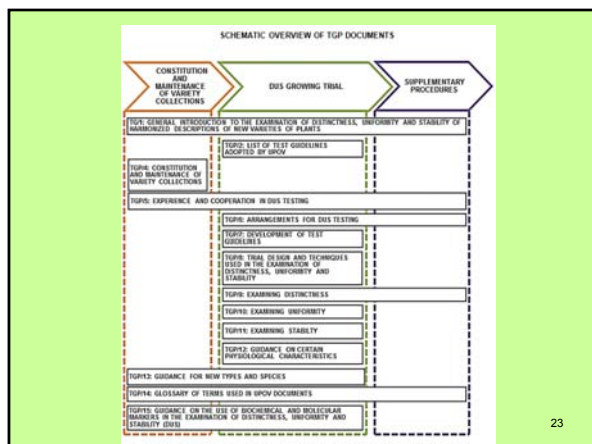 SCHEMATIC OVERVIEW OF TGP DOCUMENTS
CONSTITUTION
AND
MAINTENANCE
OF VARIETY
COLLECTIONS
DUS GROWING TRIAL
SUPPLEMENTARY
PROCEDURES
TG/1: GENERAL INTRODUCTION TO THE EXAMINATION OF DISTINCTNESS, UNIFORMITY AND STABILITY OF
HARMONIZED DESCRIPTIONS OF NEW VARIETIES OF PLANTS
TGP/2: LIST OF TEST GUIDELINES
ADOPTED BY UPOV
TGP/4: CONSTITUTION
AND MAINTENANCE OF
VARIETY COLLECTIONS
TGP/5: EXPERIENCE AND COOPERATION IN DUS TESTING
TGP/6: ARRANGEMENTS FOR DUS TESTING
TGP/7: DEVELOPMENT OF TEST
GUIDELINES
TGP/8: TRIAL DESIGN AND TECHNIQUES
USED IN THE EXAMINATION OF
DISTINCTNESS, UNIFORMITY AND
STABILITY
TGP/9: EXAMINING DISTINCTNESS
TGP/10: EXAMINING UNIFORMITY
TGP/11: EXAMINING STABILTY
TGP/12: GUIDANCE ON CERTAIN
PHYSIOLOGICAL CHARACTERISTICS
TGP/13: GUIDANCE FOR NEW TYPES AND SPECIES
TGP/14: GLOSSARY OF TERMS USED IN UPOV DOCUMENTS
TGP/15: GUIDANCE ON THE USE OF BIOCHEMICAL AND MOLECULAR
MARKERS IN THE EXAMINATION OF DISTINCTNESS, UNIFORMITY AND
STABILITY (DUS)
23